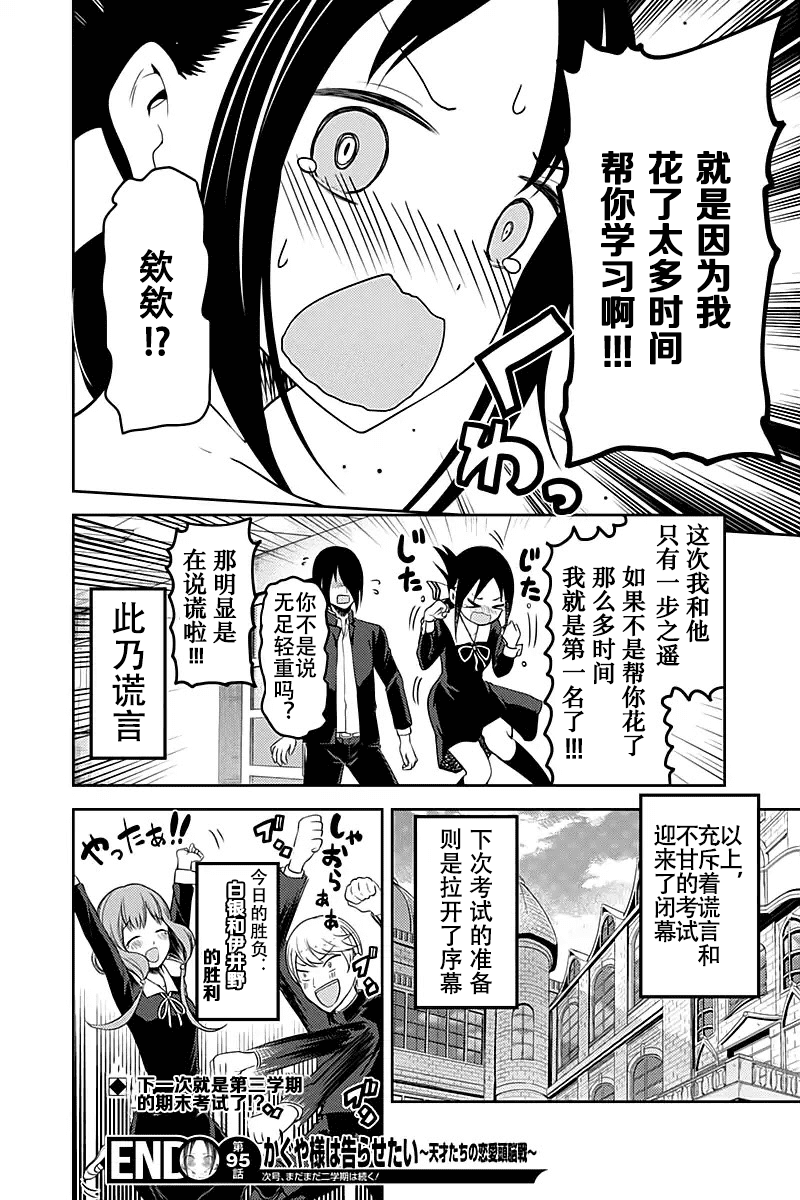 就是因为我
花了太多时间
帮你学习啊!!!
欸欸
!?
くわっ
这次我和他
只有一步之遥
如果不是帮你花了
那么多时间
我就是第一名了!!!
じた
じた
你不是说
无足轻重吗?
那明显是
在说谎啦!!!
此乃谎言
以上,
充斥着谎言和
不甘的考试
迎来了闭幕
下次考试的准备
则是拉开了序幕
しゃおらぁ
ブンブン
やったぁ!!
今日的胜负:
白银和伊井野
的胜利
◆下一次就是第二学期
的期末考试了!?
END
第95話
かぐや様は告らせたい~天才たちの恋愛頭脳戦~
次号、まだまだ二学期は続く!